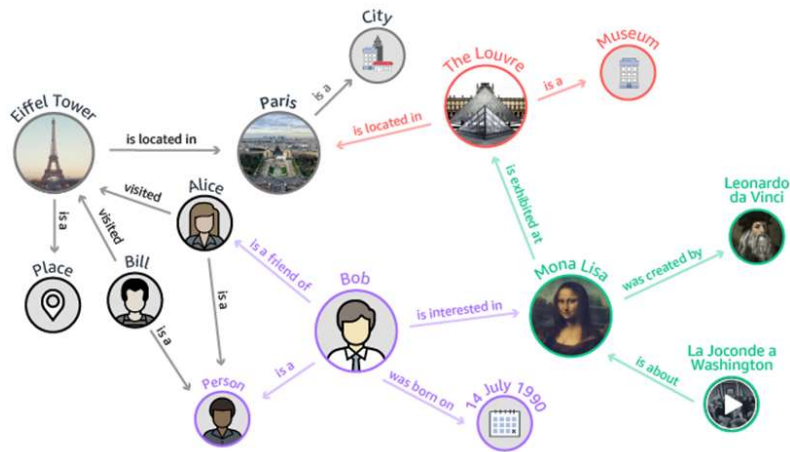 City
The Louvre
Museum
is a
is a
Eiffel Tower
Paris
is located in
is located in
visited
Alice
is exhibited at
Leonardo
da Vinci
is a
visited
Place
Bill
is a friend of
Bob
Mona Lisa
was created by
is a
is interested in
is a
La Joconde a
Washington
is about
Person
is a
was born on
14 July 1990